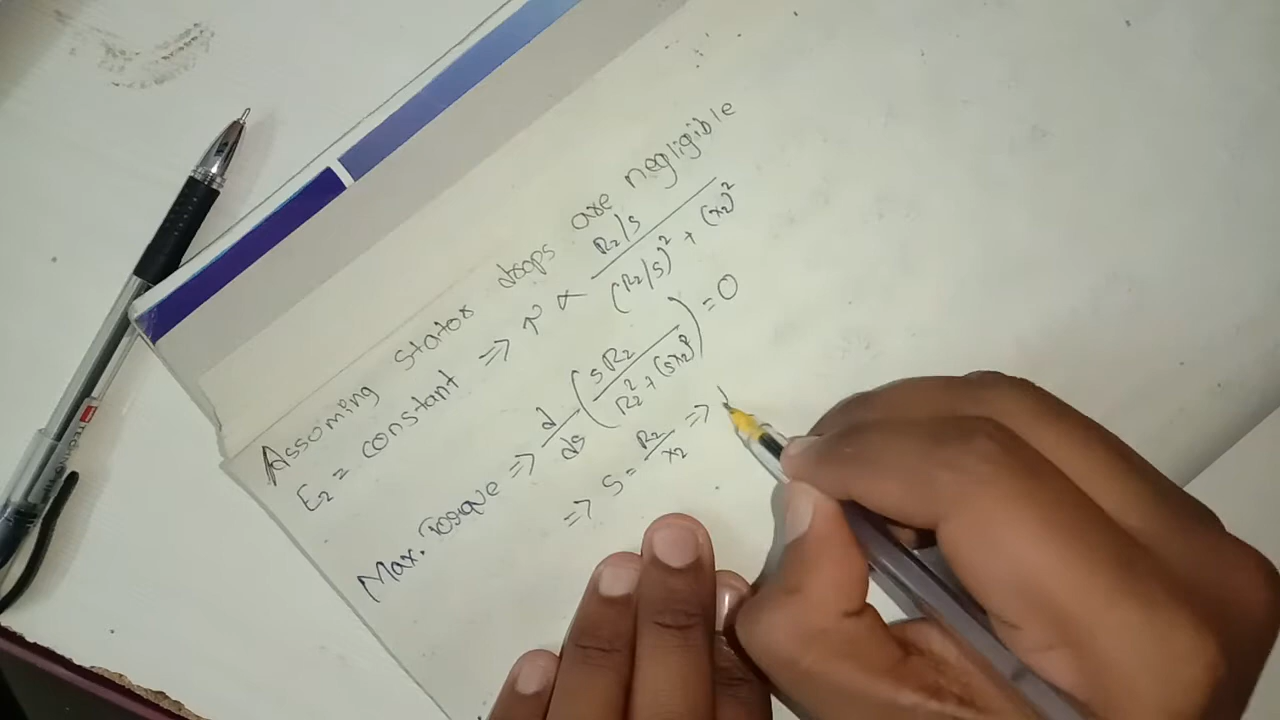 Assuming stator drops are negligible
E₂ = constant => τ ∝ (R₂/s) / ((R₂/s)² + (x₂)²)
Max. Torque => d/ds (sR₂ / (R₂² + (sx₂)²)) = 0
=> s = R₂/x₂ =>